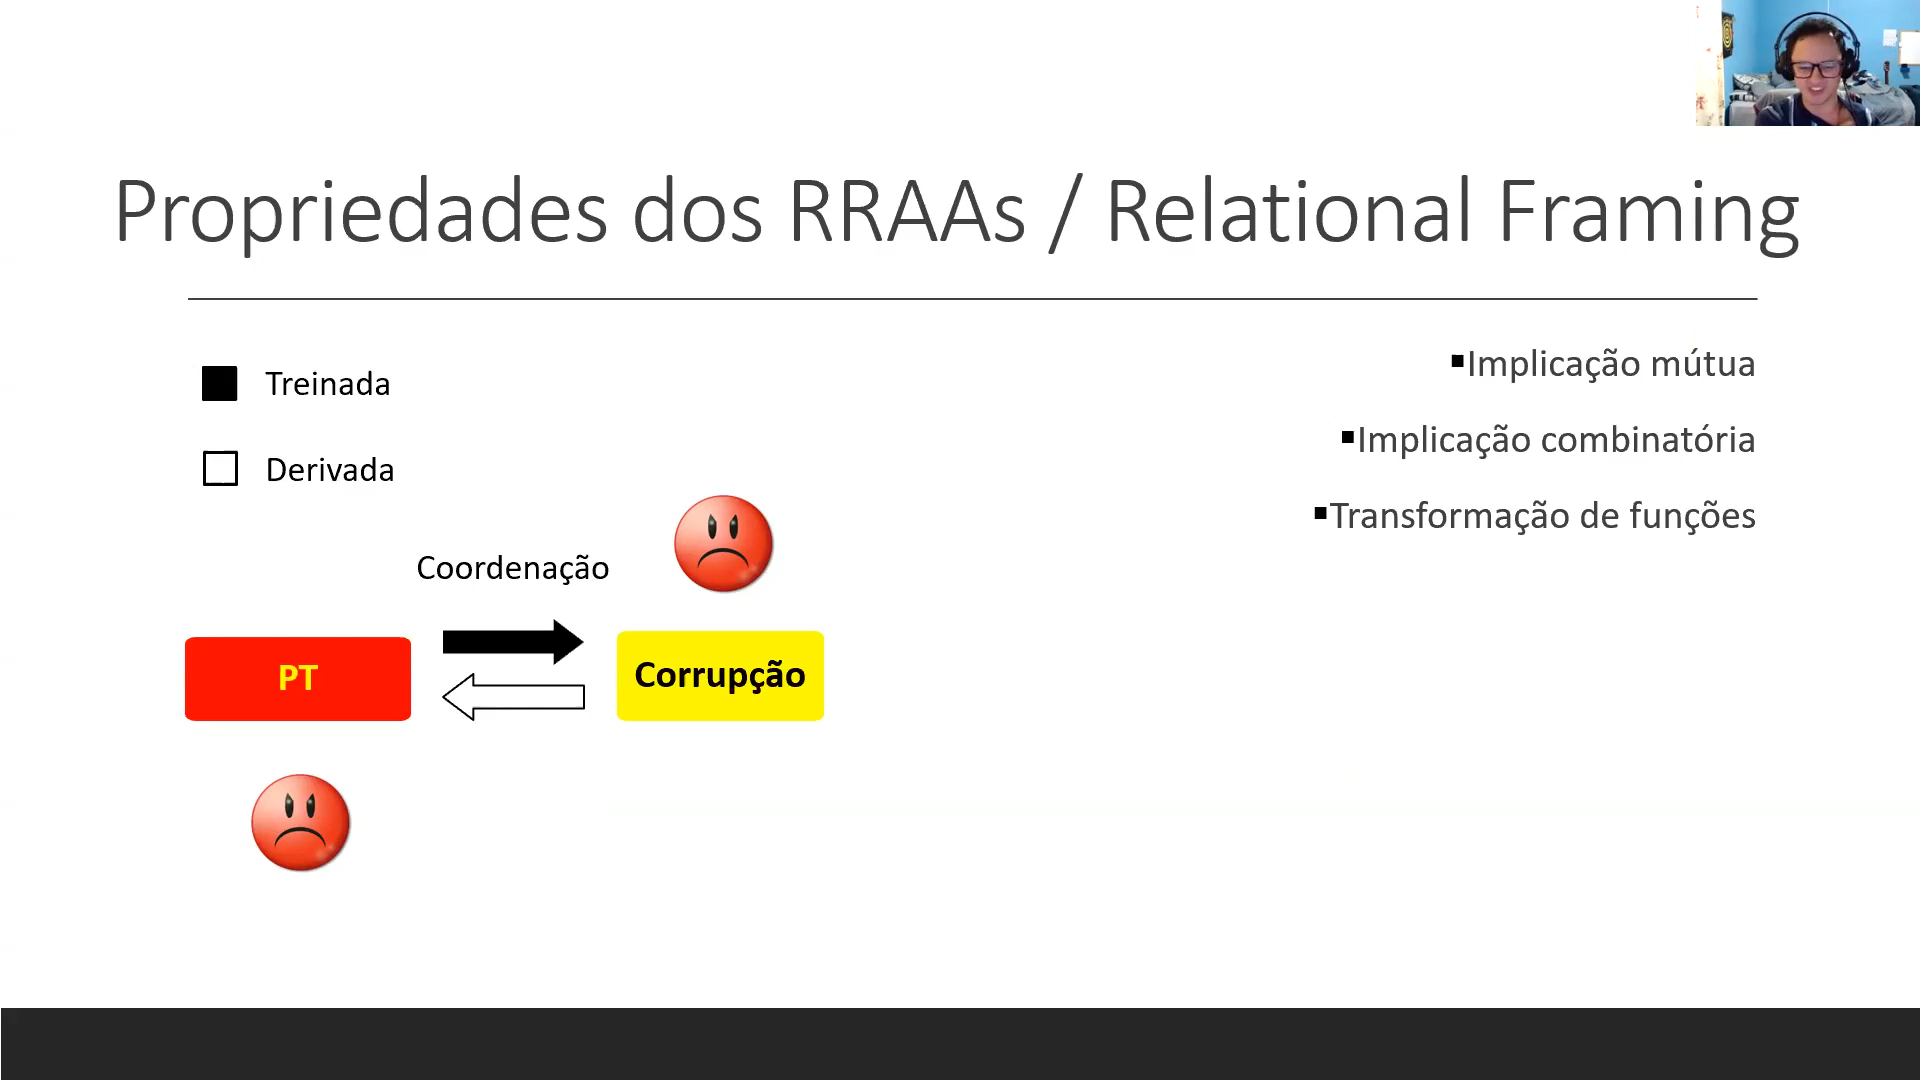 Propriedades dos RRAAs / Relational Framing
Treinada
Derivada
▪Implicação mútua
▪Implicação combinatória
▪Transformação de funções
Coordenação
PT
Corrupção